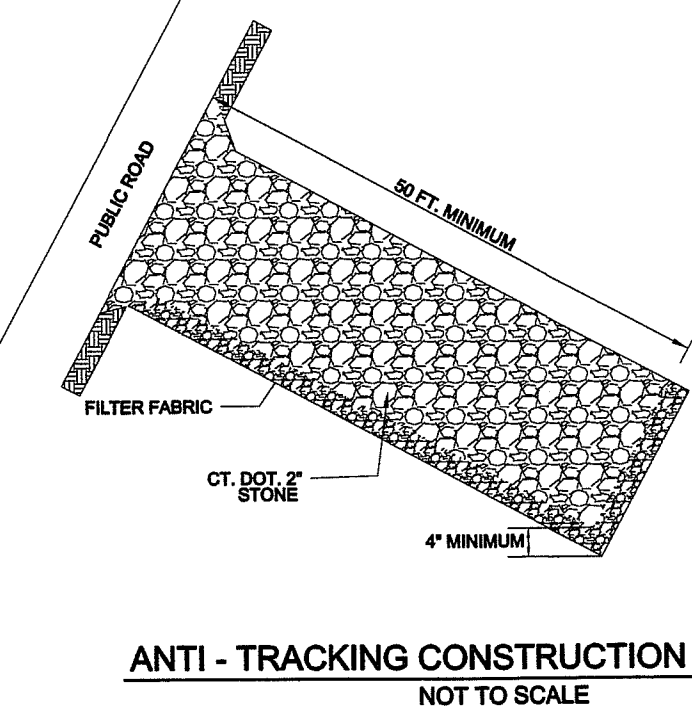 PUBLIC ROAD
50 FT. MINIMUM
FILTER FABRIC
CT. DOT. 2"
STONE
4" MINIMUM
ANTI - TRACKING CONSTRUCTION
NOT TO SCALE